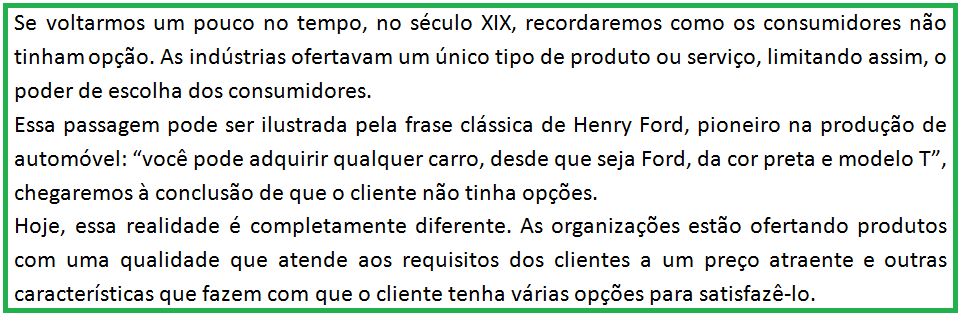 Se voltarmos um pouco no tempo, no século XIX, recordaremos como os consumidores não
tinham opção. As indústrias ofertavam um único tipo de produto ou serviço, limitando assim, o
poder de escolha dos consumidores.
Essa passagem pode ser ilustrada pela frase clássica de Henry Ford, pioneiro na produção de
automóvel: “você pode adquirir qualquer carro, desde que seja Ford, da cor preta e modelo T”,
chegaremos à conclusão de que o cliente não tinha opções.
Hoje, essa realidade é completamente diferente. As organizações estão ofertando produtos
com uma qualidade que atende aos requisitos dos clientes a um preço atraente e outras
características que fazem com que o cliente tenha várias opções para satisfazê-lo.